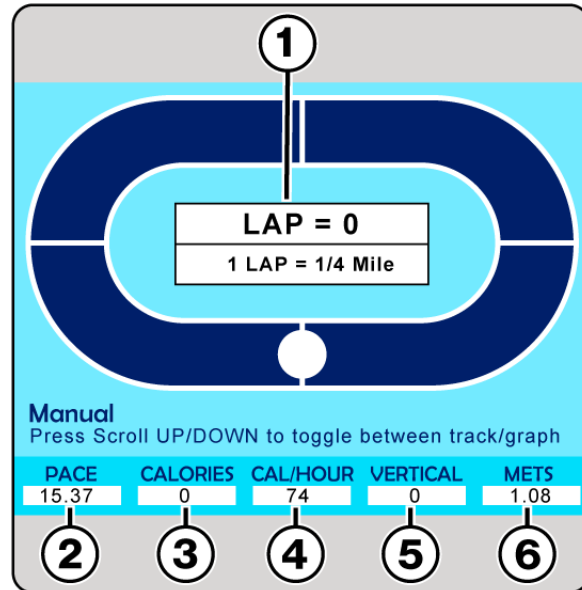 1
LAP = 0
1 LAP = 1/4 Mile
Manual
Press Scroll UP/DOWN to toggle between track/graph
PACE CALORIES CAL/HOUR VERTICAL METS
15.37 0 74 0 1.08
2 3 4 5 6